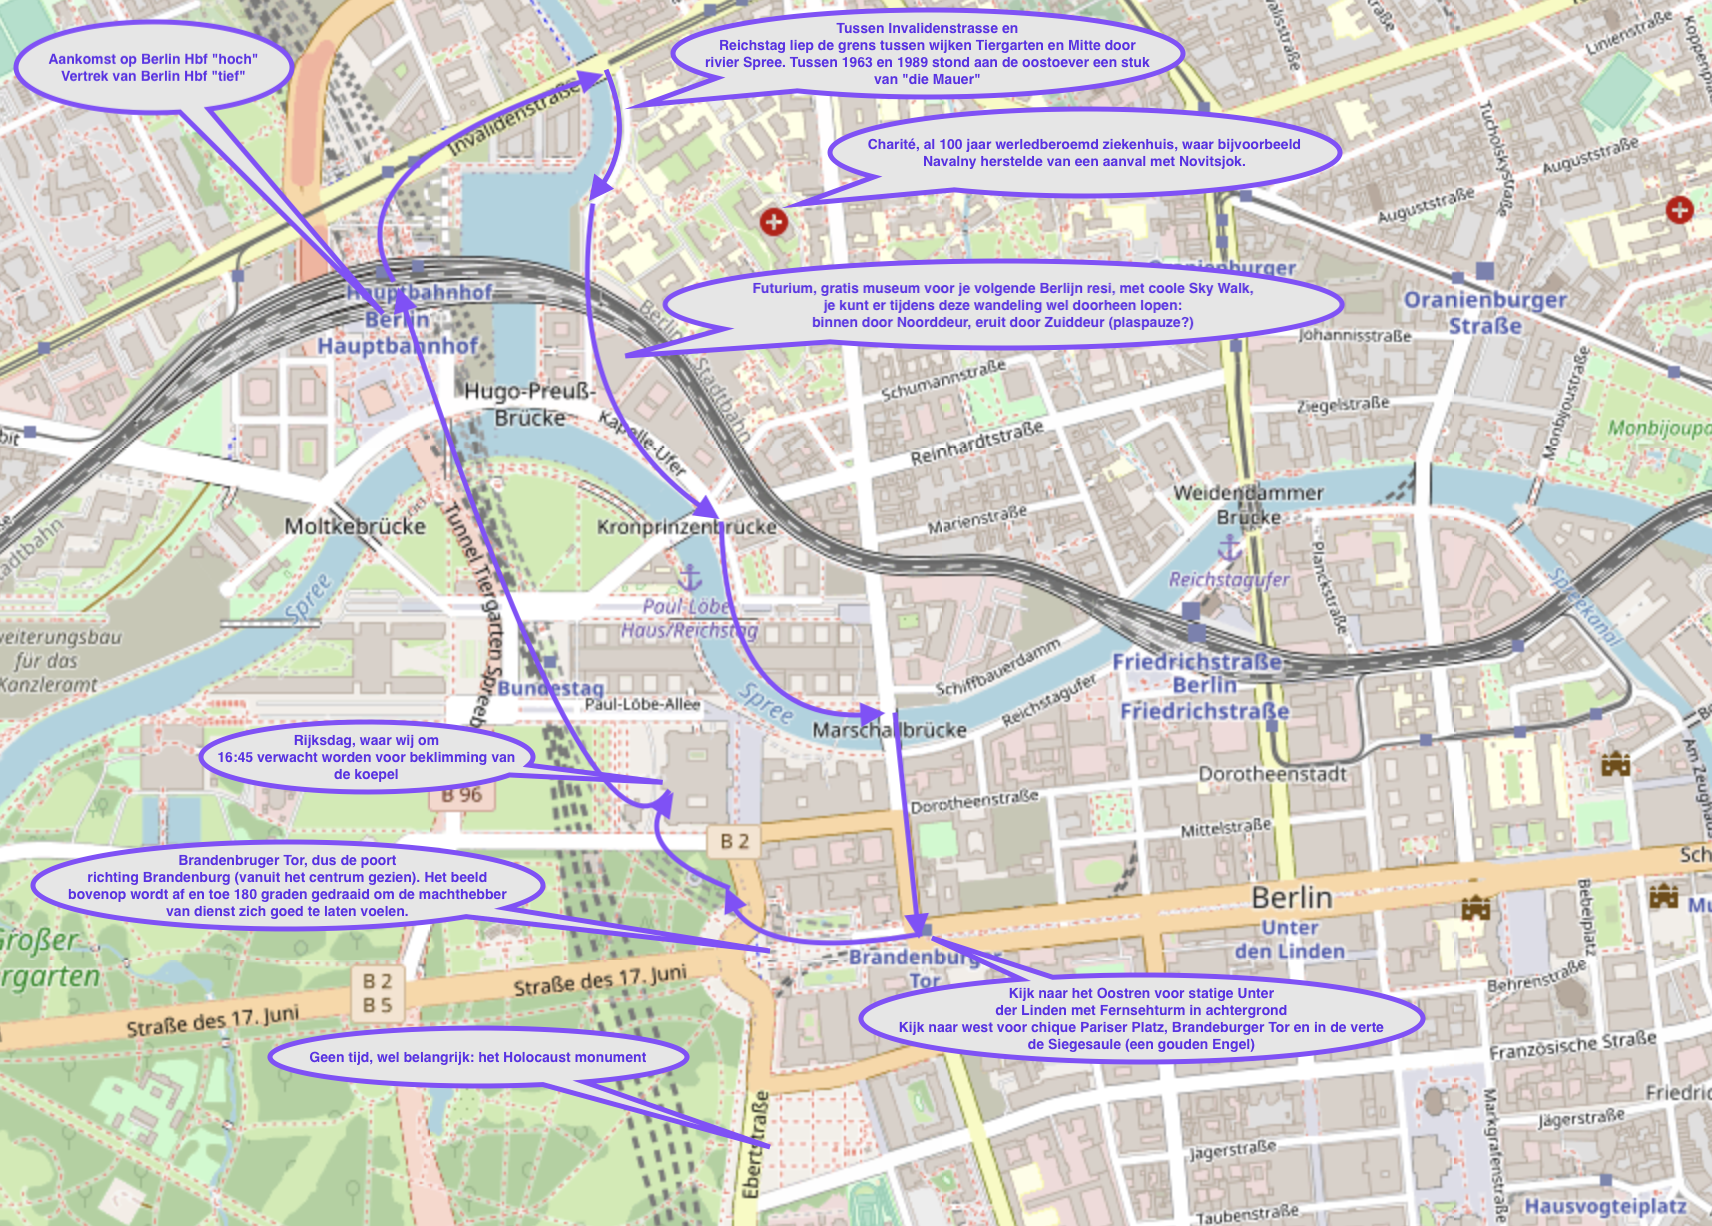 Aankomst op Berlin Hbf "hoch"
Vertrek van Berlin Hbf "tief"
Tussen Invalidenstrasse en
Reichstag liep de grens tussen wijken Tiergarten en Mitte door
rivier Spree. Tussen 1963 en 1989 stond aan de oostoever een stuk
van "die Mauer"
Charité, al 100 jaar werledberoemd ziekenhuis, waar bijvoorbeeld
Navalny herstelde van een aanval met Novitsjok.
Futurium, gratis museum voor je volgende Berlijn resi, met coole Sky Walk,
je kunt er tijdens deze wandeling wel doorheen lopen:
binnen door Noorddeur, eruit door Zuiddeur (plaspauze?)
Rijksdag, waar wij om
16:45 verwacht worden voor beklimming van
de koepel
Brandenbruger Tor, dus de poort
richting Brandenburg (vanuit het centrum gezien). Het beeld
bovenop wordt af en toe 180 graden gedraaid om de machthebber
van dienst zich goed te laten voelen.
Kijk naar het Oostren voor statige Unter
der Linden met Fernsehturm in achtergrond
Kijk naar west voor chique Pariser Platz, Brandeburger Tor en in de verte
de Siegesaule (een gouden Engel)
Geen tijd, wel belangrijk: het Holocaust monument
Invalidenstraße
Linienstraße
Tucholskystraße
Auguststraße
Auguststraße
Oranienburger
Hauptbahnhof
Berlin
Hauptbahnhof
Oranienburger
Straße
Johannisstraße
Monbijoustraße
Berliner Stadtbahn
Schumannstraße
Hugo-Preuß-
Brücke
Kapelle-Ufer
Ziegelstraße
Reinhardtstraße
Monbijoupa
bit
Weidendammer
Brücke
Moltkebrücke
Kronprinzenbrücke
Marienstraße
Tunnel Tiergarten Spreeb
Spree
Planckstraße
Reichstagufer
Spreekanal
Paul-Löbe-
Haus/Reichstag
weiterungsbau
für das
Kanzleramt
Stadtbahn
Friedrichstraße
Berlin
Friedrichstraße
Schiffbauerdamm
Reichstagufer
Bundestag
Paul-Löbe-Allee
Spree
Marschallbrücke
Dorotheenstadt
Am Zeughaus
B 96
Dorotheenstraße
Mittelstraße
B 2
Berlin
Unter
den Linden
Bebelplatz
Großer
ergarten
Brandenburger
Tor
Straße des 17. Juni
B 2
B 5
Straße des 17. Juni
Behrenstraße
Französische Straße
Ebertstraße
Markgrafenstraße
Jägerstraße
Jägerstraße
Friedric
Taubenstraße
Hausvogteiplatz